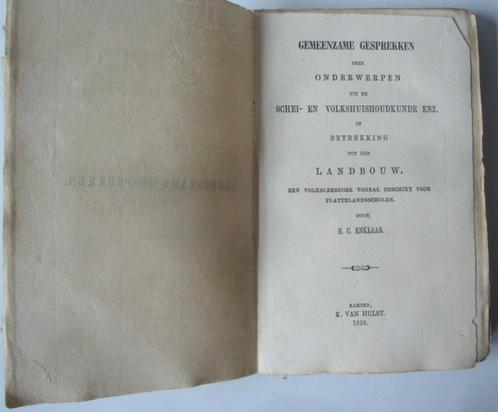 GEMEENZAME GESPREKKEN
OVER
ONDERWERPEN
UIT DE
SCHEI- EN VOLKSHUISHOUDKUNDE ENZ.
IN
BETREKKING
TOT DEN
LANDBOUW.
EEN VOLKSLEESBOEK VOORAL GESCHIKT VOOR
PLATTELANDSSCHOLEN.
DOOR
E. C. ENKLAAR.
KAMPEN,
K. VAN HULST.